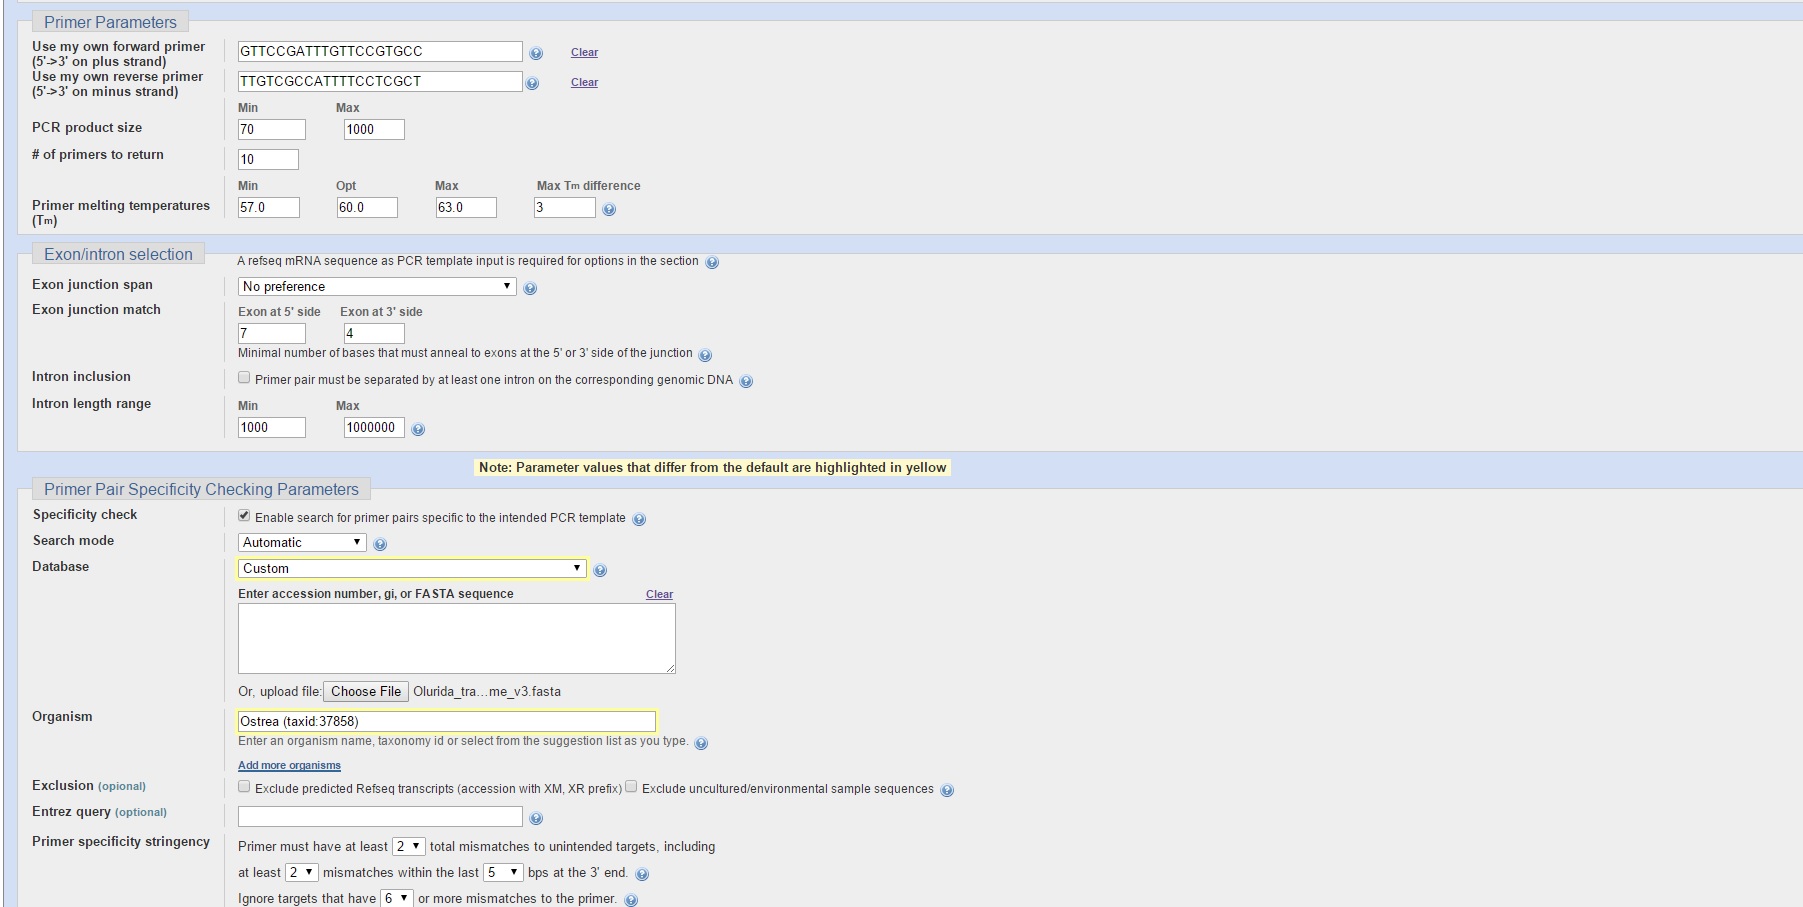 Primer Parameters
Use my own forward primer
(5'->3' on plus strand)
GTTCCGATTTGTTCCGTGCC
Clear
Use my own reverse primer
(5'->3' on minus strand)
TTGTCGCCATTTTCCTCGCT
Clear
Min Max
PCR product size 70 1000
# of primers to return 10
Min Opt Max Max Tm difference
Primer melting temperatures
(Tm)
57.0 60.0 63.0 3
Exon/intron selection
A refseq mRNA sequence as PCR template input is required for options in the section
Exon junction span No preference
Exon junction match Exon at 5' side Exon at 3' side
7 4
Minimal number of bases that must anneal to exons at the 5' or 3' side of the junction
Intron inclusion Primer pair must be separated by at least one intron on the corresponding genomic DNA
Intron length range Min Max
1000 1000000
Note: Parameter values that differ from the default are highlighted in yellow
Primer Pair Specificity Checking Parameters
Specificity check Enable search for primer pairs specific to the intended PCR template
Search mode Automatic
Database Custom
Enter accession number, gi, or FASTA sequence Clear
Or, upload file: Choose File Olurida_tra...me_v3.fasta
Organism Ostrea (taxid:37858)
Enter an organism name, taxonomy id or select from the suggestion list as you type.
Add more organisms
Exclusion (opional) Exclude predicted Refseq transcripts (accession with XM, XR prefix) Exclude uncultured/environmental sample sequences
Entrez query (optional)
Primer specificity stringency Primer must have at least 2 total mismatches to unintended targets, including
at least 2 mismatches within the last 5 bps at the 3' end.
Ignore targets that have 6 or more mismatches to the primer.